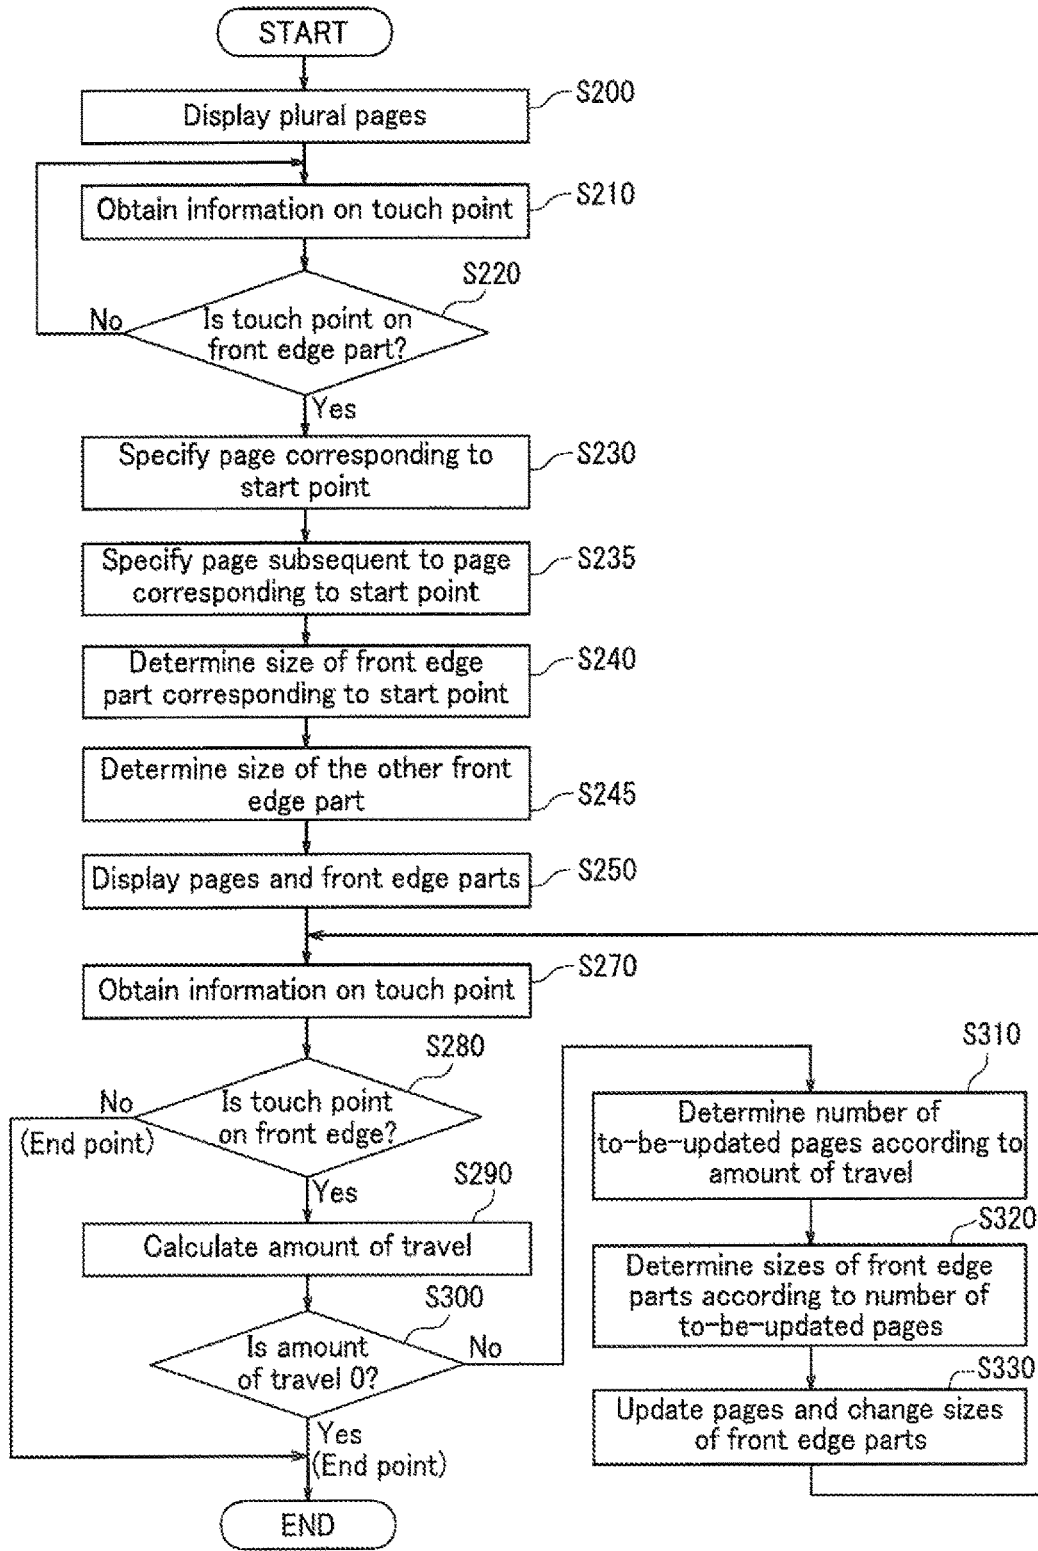 START
S200
Display plural pages
S210
Obtain information on touch point
S220
No
Is touch point on
front edge part?
Yes
S230
Specify page corresponding to
start point
S235
Specify page subsequent to page
corresponding to start point
S240
Determine size of front edge
part corresponding to start point
Determine size of the other front
edge part
S245
S250
Display pages and front edge parts
S270
Obtain information on touch point
S280
No
(End point)
Is touch point
on front edge?
Yes
S290
Calculate amount of travel
S300
Is amount
of travel 0?
No
Yes
(End point)
END
S310
Determine number of
to-be-updated pages according to
amount of travel
S320
Determine sizes of front edge
parts according to number of
to-be-updated pages
S330
Update pages and change sizes
of front edge parts